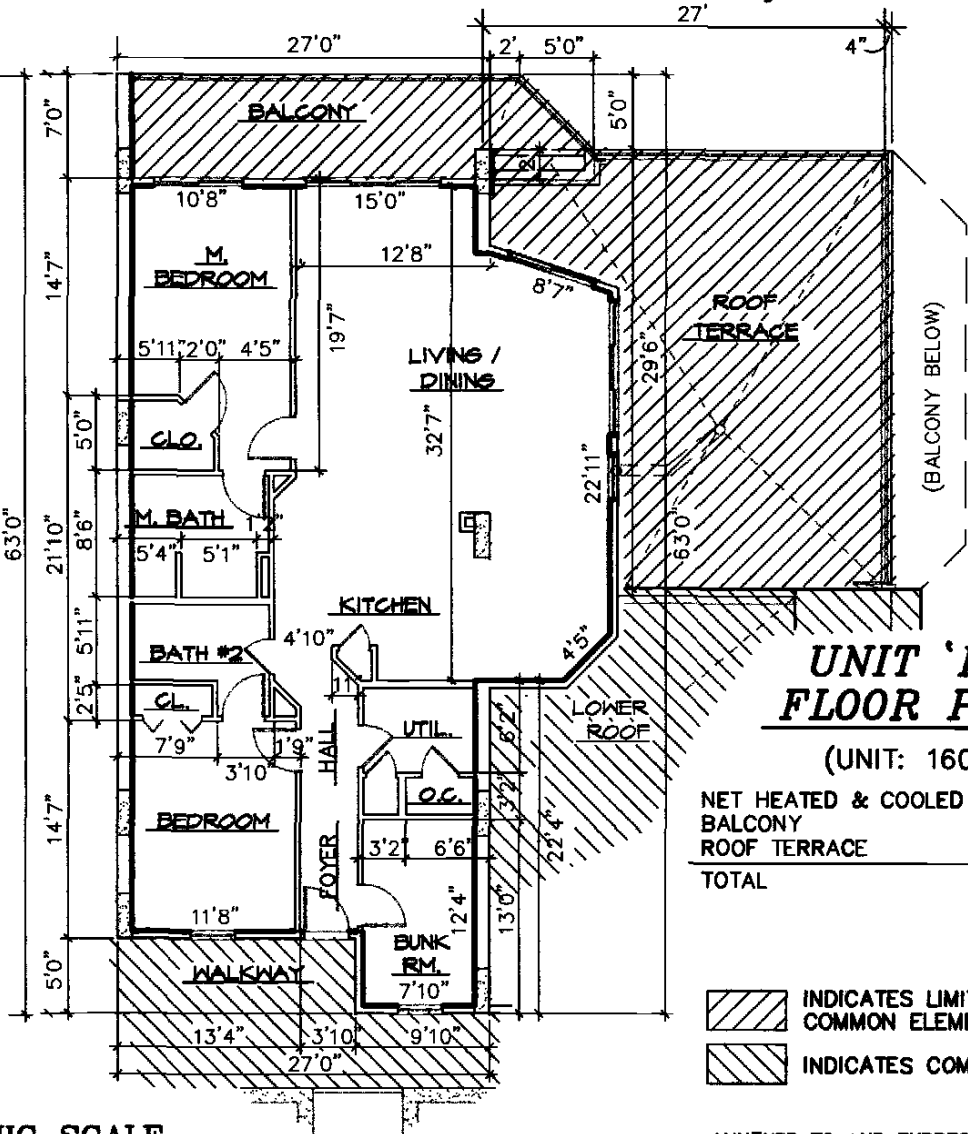 27'
27'0"
2'
5'0"
4"
7'0"
BALCONY
5'0"
10'8"
15'0"
12'8"
8'7"
M.
BEDROOM
14'7"
ROOF
TERRACE
(BALCONY BELOW)
19'7"
29'6"
5'11"
2'0"
4'5"
LIVING /
DINING
32'7"
5'0"
CLO.
22'11"
63'0"
21'10"
8'6"
M. BATH
5'4"
5'1"
63'0"
KITCHEN
5'11"
4'10"
BATH #2
4'5"
2'5"
CL.
11"
UNIT
FLOOR
LOWER
ROOF
6'2"
UTIL.
HALL
7'9"
1'9"
3'10"
(UNIT: 160
O.C.
3'2"
NET HEATED & COOLED
BALCONY
ROOF TERRACE
TOTAL
14'7"
BEDROOM
22'4"
3'2"
6'6"
FOYER
12'4"
13'0"
11'8"
BUNK
RM.
5'0"
WALKWAY
7'10"
INDICATES LIMI
COMMON ELEM
13'4"
3'10"
9'10"
INDICATES COM
27'0"
SCALE